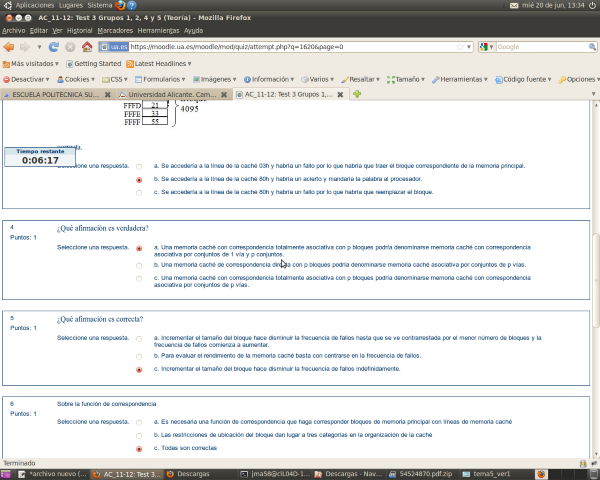 Aplicaciones Lugares Sistema mié 20 de jun, 13:34
AC_11-12: Test 3 Grupos 1, 2, 4 y 5 (Teoría) - Mozilla Firefox
Archivo Editar Ver Historial Marcadores Herramientas Ayuda
ua.es https://moodle.ua.es/moodle/mod/quiz/attempt.php?q=1620&page=0 Google
Más visitados Getting Started Latest Headlines
Desactivar Cookies CSS Formularios Imágenes Información Varios Resaltar Tamaño Herramientas Código fuente Opciones
ESCUELA POLITÉCNICA SU... Universidad Alicante. Cam... AC_11-12: Test 3 Grupos 1,...
FFFD 21
4095
FFFE 33
FFFF 55
Tiempo restante
0:06:17
Seleccione una respuesta. a. Se accedería a la línea de la caché 03h y habría un fallo por lo que habría que traer el bloque correspondiente de la memoria principal.
b. Se accedería a la línea de la caché 80h y habría un acierto y mandaría la palabra al procesador.
c. Se accedería a la línea de la caché 80h y habría un fallo por lo que habría que reemplazar el bloque.
4 ¿Qué afirmación es verdadera?
Puntos: 1
Seleccione una respuesta. a. Una memoria caché con correspondencia totalmente asociativa con p bloques podría denominarse memoria caché con correspondencia
asociativa por conjuntos de 1 vía y p conjuntos.
b. Una memoria caché de correspondencia directa con p bloques podría denominarse memoria caché asociativa por conjuntos de p vías.
c. Una memoria caché con correspondencia totalmente asociativa con p bloques podría denominarse memoria caché con correspondencia
asociativa por conjuntos de p vías.
5 ¿Qué afirmación es correcta?
Puntos: 1
Seleccione una respuesta. a. Incrementar el tamaño del bloque hace disminuir la frecuencia de fallos hasta que se ve contrarrestada por el menor número de bloques y la
frecuencia de fallos comienza a aumentar.
b. Para evaluar el rendimiento de la memoria caché basta con centrarse en la frecuencia de fallos.
c. Incrementar el tamaño del bloque hace disminuir la frecuencia de fallos indefinidamente.
6 Sobre la función de correspondencia
Puntos: 1
Seleccione una respuesta. a. Es necesaria una función de correspondencia que haga corresponder bloques de memoria principal con líneas de memoria caché
b. Las restricciones de ubicación del bloque dan lugar a tres categorías en la organización de la caché
c. Todas son correctas
Terminado
*archivo nuevo (... AC_11-12: Test 3... Descargas jma58@cIL04D-1... Descargas - Nav... 54524870.pdf.zip tema5_ver1